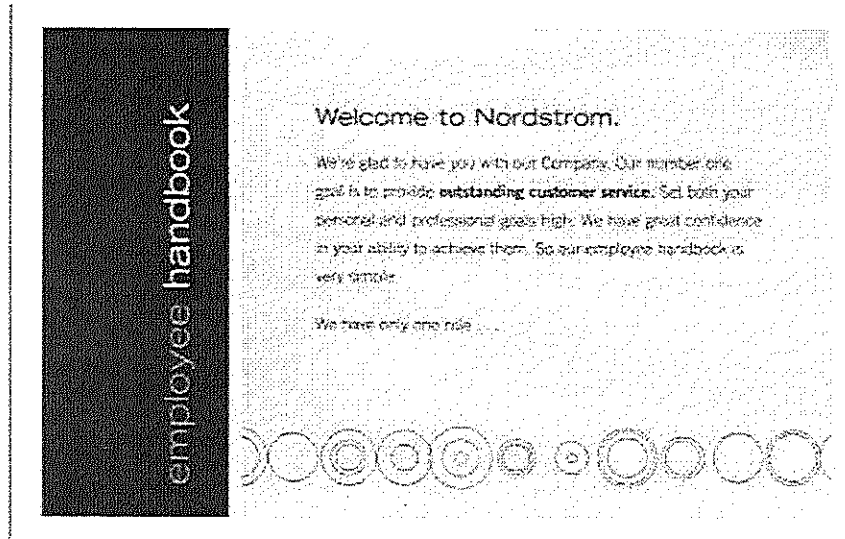 employee handbook
Welcome to Nordstrom.
We're glad to have you with our Company. Our number one
goal is to provide outstanding customer service. Set both your
personal and professional goals high. We have great confidence
in your ability to achieve them. So our employee handbook is
very simple.
We have only one rule . . .